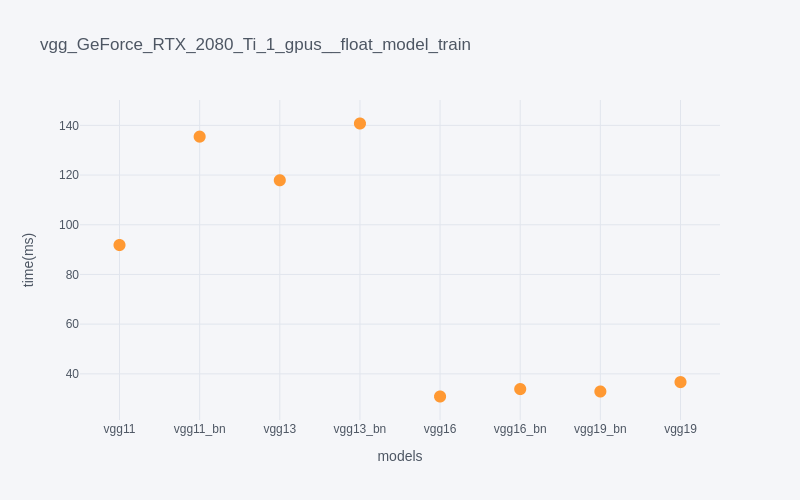 vgg_GeForce_RTX_2080_Ti_1_gpus__float_model_train
140
120
100
80
60
40
time(ms)
vgg11 vgg11_bn vgg13 vgg13_bn vgg16 vgg16_bn vgg19_bn vgg19
models